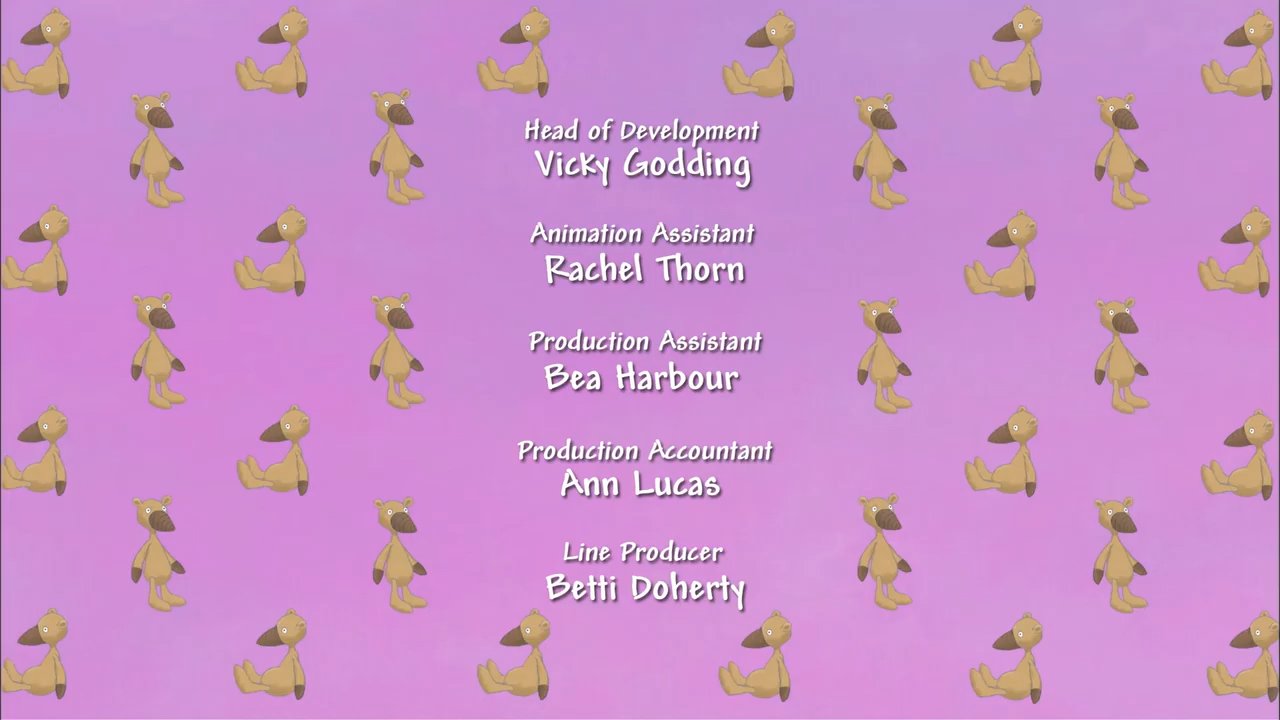 Head of Development
Vicky Godding
Animation Assistant
Rachel Thorn
Production Assistant
Bea Harbour
Production Accountant
Ann Lucas
Line Producer
Betti Doherty